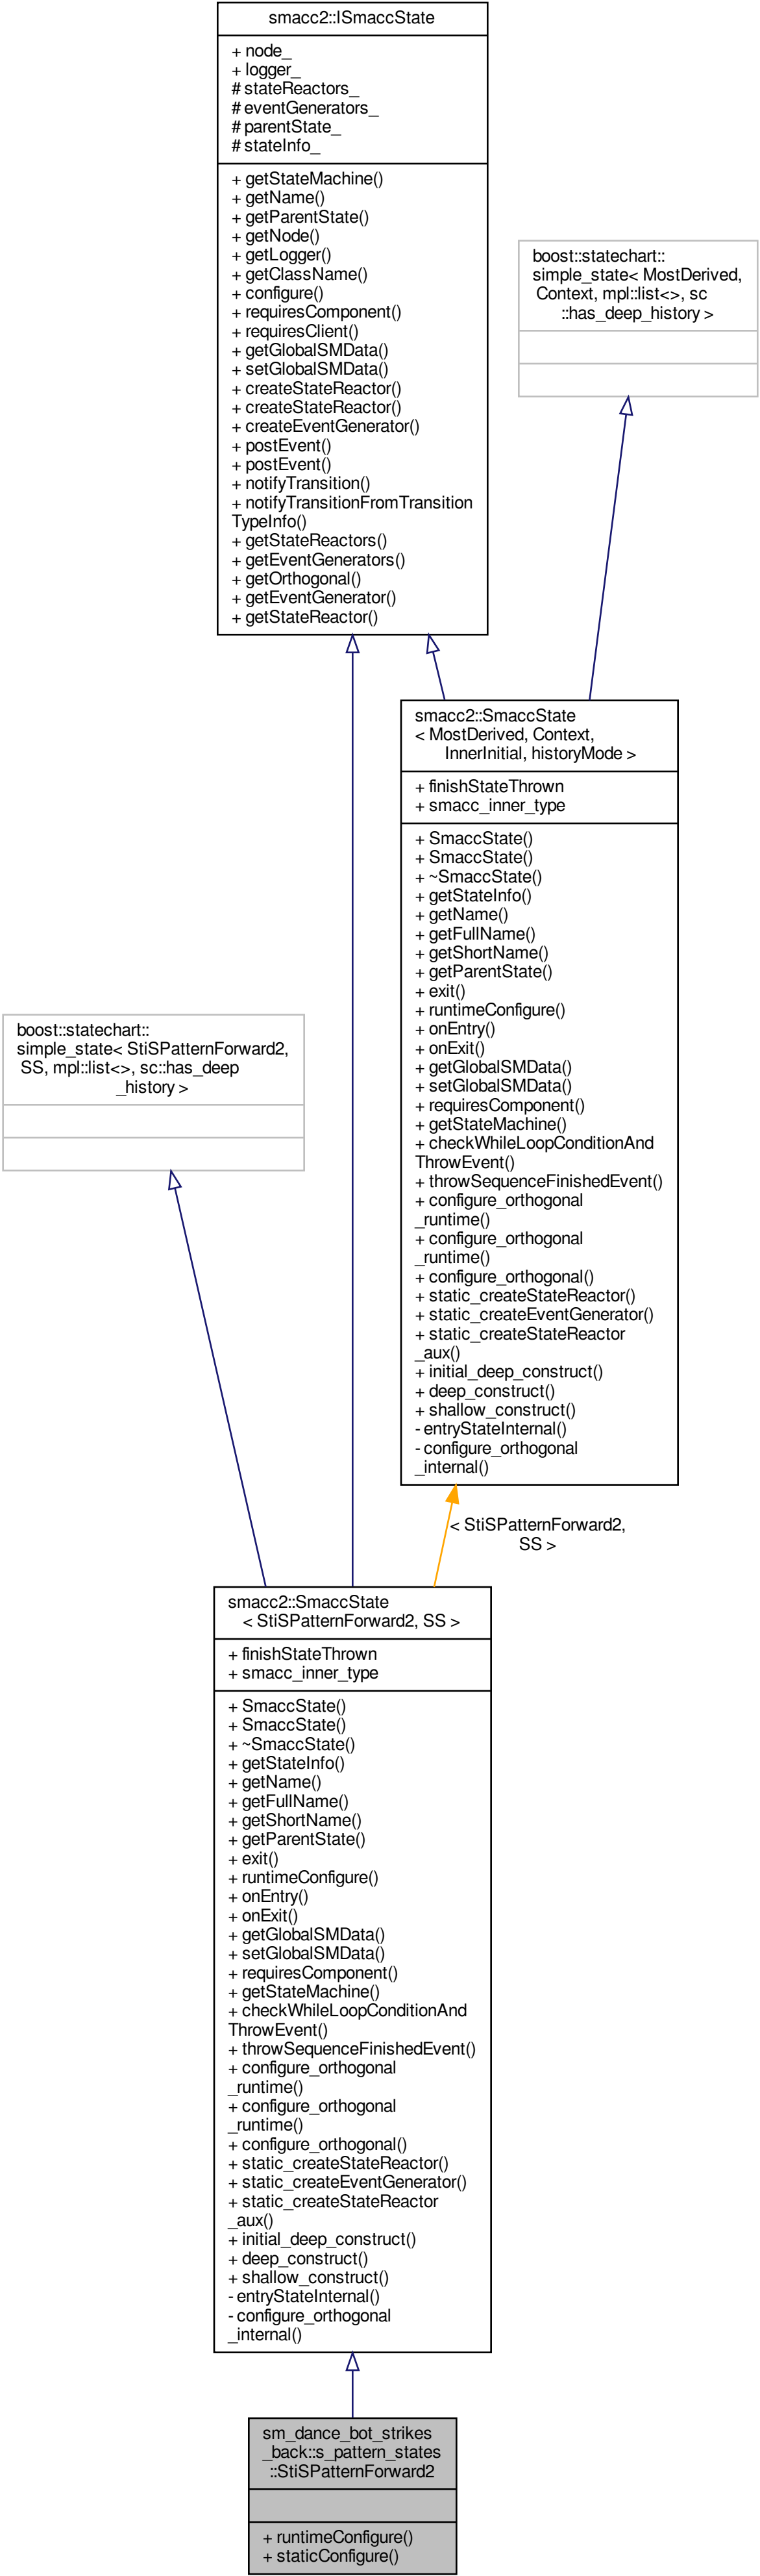 smacc2::ISmaccState
+ node_
+ logger_
# stateReactors_
# eventGenerators_
# parentState_
# stateInfo_
+ getStateMachine()
+ getName()
+ getParentState()
+ getNode()
+ getLogger()
+ getClassName()
+ configure()
+ requiresComponent()
+ requiresClient()
+ getGlobalSMData()
+ setGlobalSMData()
+ createStateReactor()
+ createStateReactor()
+ createEventGenerator()
+ postEvent()
+ postEvent()
+ notifyTransition()
+ notifyTransitionFromTransition
TypeInfo()
+ getStateReactors()
+ getEventGenerators()
+ getOrthogonal()
+ getEventGenerator()
+ getStateReactor()
boost::statechart::
simple_state< MostDerived,
Context, mpl::list<>, sc
::has_deep_history >
smacc2::SmaccState
< MostDerived, Context,
InnerInitial, historyMode >
+ finishStateThrown
+ smacc_inner_type
+ SmaccState()
+ SmaccState()
+ ~SmaccState()
+ getStateInfo()
+ getName()
+ getFullName()
+ getShortName()
+ getParentState()
+ exit()
+ runtimeConfigure()
+ onEntry()
+ onExit()
+ getGlobalSMData()
+ setGlobalSMData()
+ requiresComponent()
+ getStateMachine()
+ checkWhileLoopConditionAnd
ThrowEvent()
+ throwSequenceFinishedEvent()
+ configure_orthogonal
_runtime()
+ configure_orthogonal
_runtime()
+ configure_orthogonal()
+ static_createStateReactor()
+ static_createEventGenerator()
+ static_createStateReactor
_aux()
+ initial_deep_construct()
+ deep_construct()
+ shallow_construct()
- entryStateInternal()
- configure_orthogonal
_internal()
boost::statechart::
simple_state< StiSPatternForward2,
SS, mpl::list<>, sc::has_deep
_history >
< StiSPatternForward2,
SS >
smacc2::SmaccState
< StiSPatternForward2, SS >
+ finishStateThrown
+ smacc_inner_type
+ SmaccState()
+ SmaccState()
+ ~SmaccState()
+ getStateInfo()
+ getName()
+ getFullName()
+ getShortName()
+ getParentState()
+ exit()
+ runtimeConfigure()
+ onEntry()
+ onExit()
+ getGlobalSMData()
+ setGlobalSMData()
+ requiresComponent()
+ getStateMachine()
+ checkWhileLoopConditionAnd
ThrowEvent()
+ throwSequenceFinishedEvent()
+ configure_orthogonal
_runtime()
+ configure_orthogonal
_runtime()
+ configure_orthogonal()
+ static_createStateReactor()
+ static_createEventGenerator()
+ static_createStateReactor
_aux()
+ initial_deep_construct()
+ deep_construct()
+ shallow_construct()
- entryStateInternal()
- configure_orthogonal
_internal()
sm_dance_bot_strikes
_back::s_pattern_states
::StiSPatternForward2
+ runtimeConfigure()
+ staticConfigure()